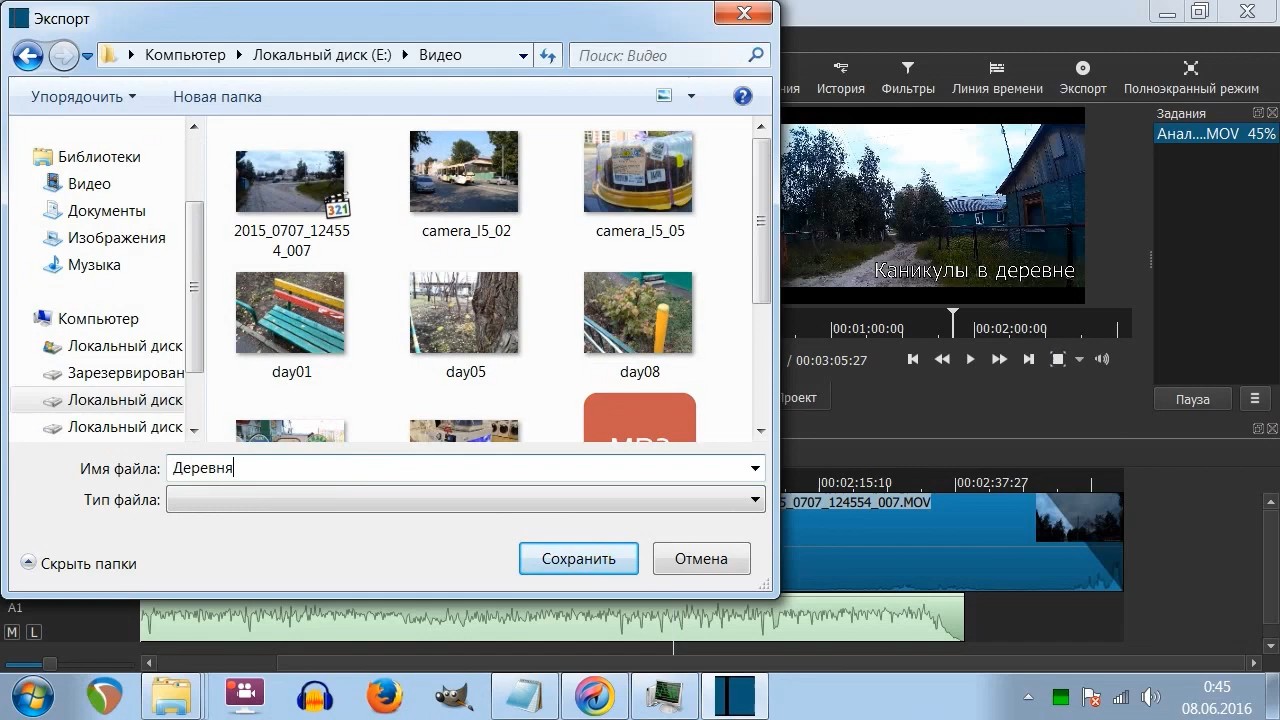 Экспорт
Компьютер
Локальный диск (E:)
Видео
Поиск: Видео
Упорядочить
Новая папка
Библиотеки
Видео
Документы
Изображения
Музыка
Компьютер
Локальный диск
Зарезервирован
Локальный диск
Локальный диск
321
2015_0707_12455
4_007
camera_l5_02
camera_l5_05
day01
day05
day08
MP3
Имя файла:
Деревня
Тип файла:
Скрыть папки
Сохранить
Отмена
История
Фильтры
Линия времени
Экспорт
Полноэкранный режим
Задания
Анал....MOV 45%
Каникулы в деревне
00:01:00:00
00:02:00:00
/ 00:03:05:27
Пауза
00:02:15:10
00:02:37:27
5_0707_124554_007.MOV
A1
M
L
0:45
08.06.2016